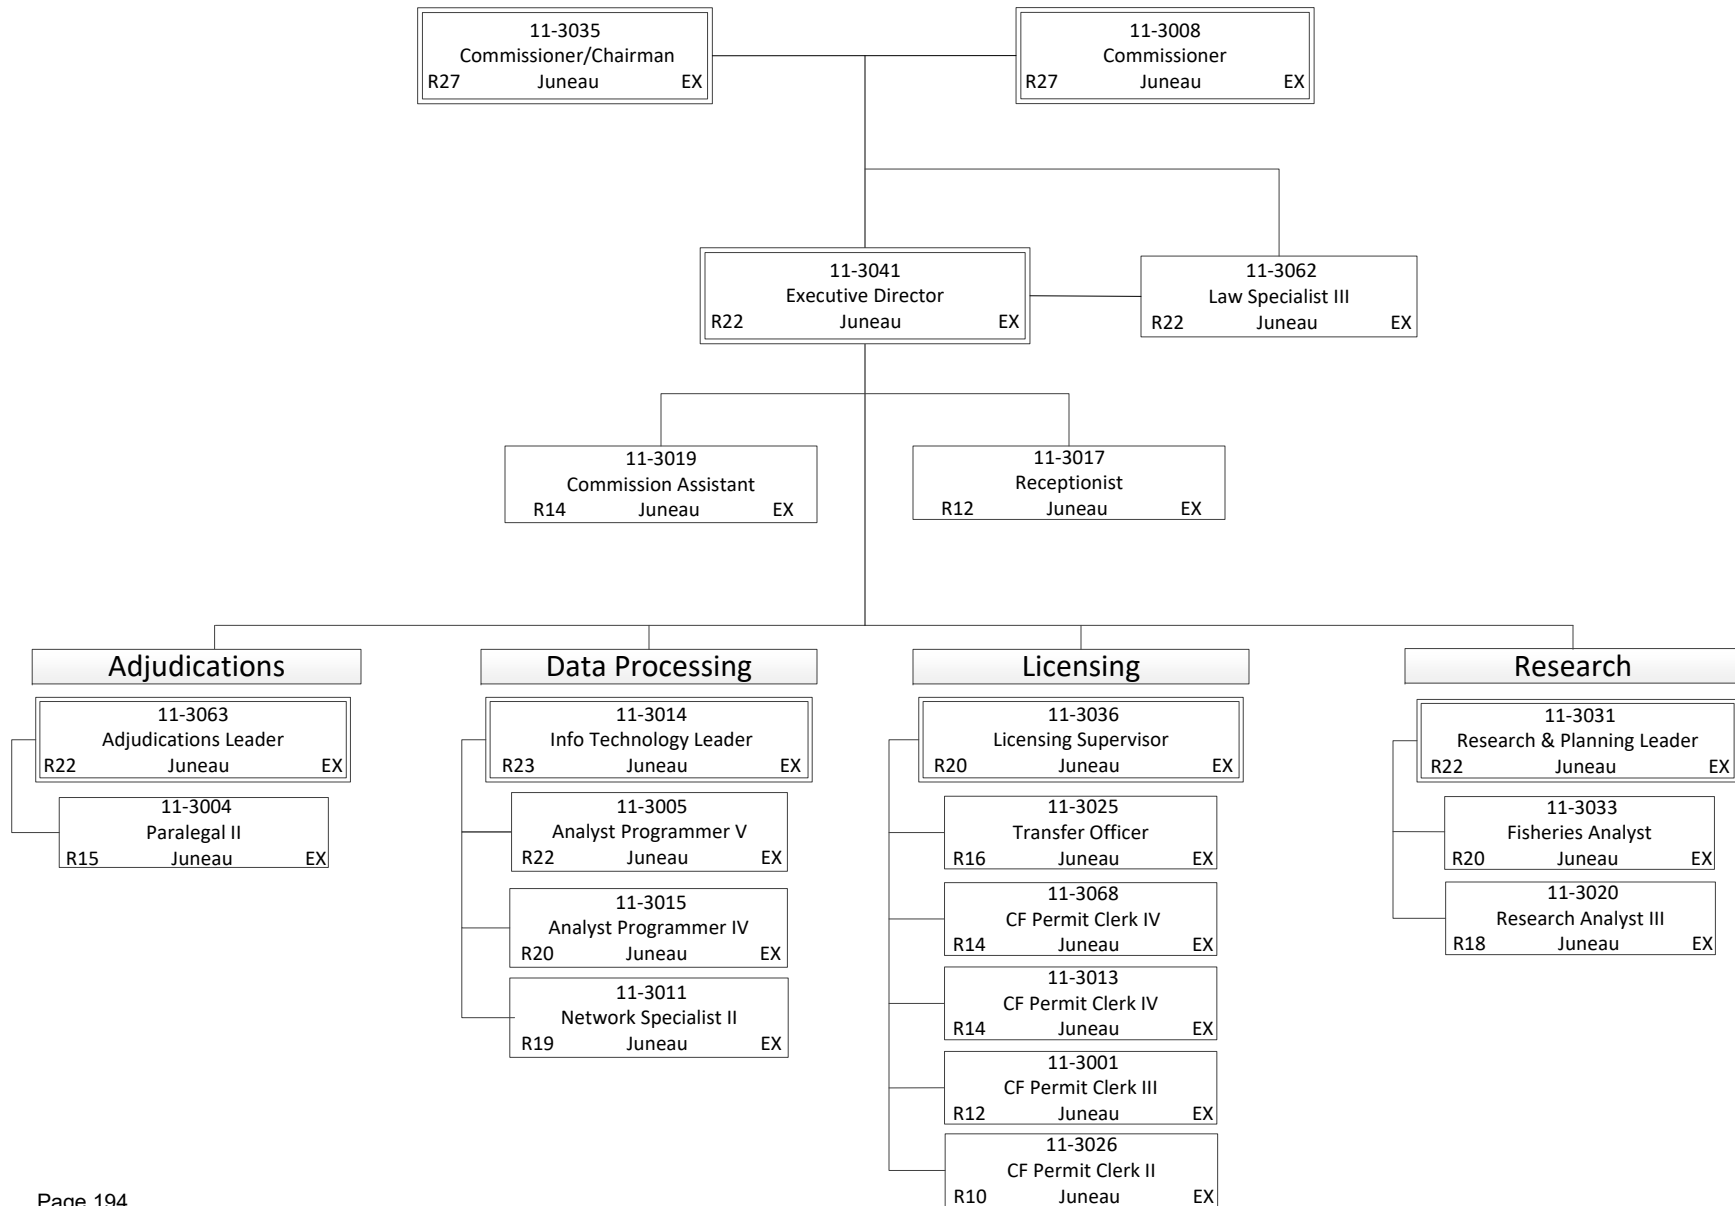 11-3035
Commissioner/Chairman
R27 Juneau EX
11-3008
Commissioner
R27 Juneau EX
11-3041
Executive Director
R22 Juneau EX
11-3062
Law Specialist III
R22 Juneau EX
11-3019
Commission Assistant
R14 Juneau EX
11-3017
Receptionist
R12 Juneau EX
Adjudications
11-3063
Adjudications Leader
R22 Juneau EX
11-3004
Paralegal II
R15 Juneau EX
Data Processing
11-3014
Info Technology Leader
R23 Juneau EX
11-3005
Analyst Programmer V
R22 Juneau EX
11-3015
Analyst Programmer IV
R20 Juneau EX
11-3011
Network Specialist II
R19 Juneau EX
Licensing
11-3036
Licensing Supervisor
R20 Juneau EX
11-3025
Transfer Officer
R16 Juneau EX
11-3068
CF Permit Clerk IV
R14 Juneau EX
11-3013
CF Permit Clerk IV
R14 Juneau EX
11-3001
CF Permit Clerk III
R12 Juneau EX
11-3026
CF Permit Clerk II
R10 Juneau EX
Research
11-3031
Research & Planning Leader
R22 Juneau EX
11-3033
Fisheries Analyst
R20 Juneau EX
11-3020
Research Analyst III
R18 Juneau EX
Page 194